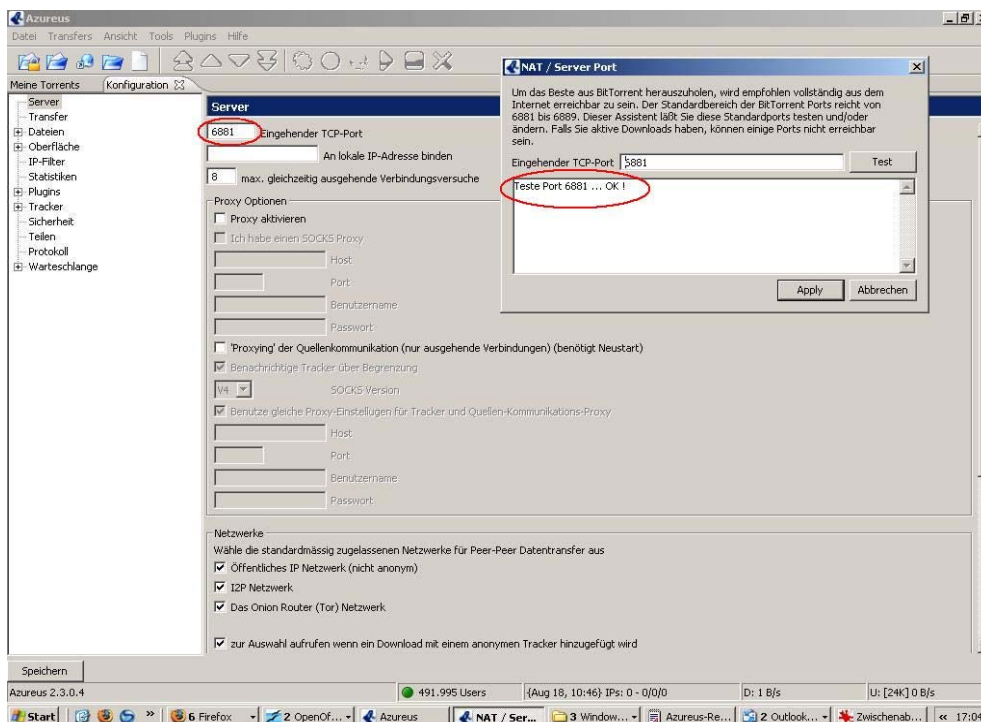 Azureus
Datei Transfers Ansicht Tools Plugins Hilfe
Meine Torrents Konfiguration
Server
Transfer
Dateien
Oberfläche
IP-Filter
Statistiken
Plugins
Tracker
Sicherheit
Teilen
Protokoll
Warteschlange
Server
6881 Eingehender TCP-Port
An lokale IP-Adresse binden
8 max. gleichzeitig ausgehende Verbindungsversuche
Proxy Optionen
Proxy aktivieren
Ich habe einen SOCKS Proxy
Host
Port
Benutzername
Passwort
'Proxying' der Quellenkommunikation (nur ausgehende Verbindungen) (benötigt Neustart)
Benachrichtige Tracker über Begrenzung
V4 SOCKS Version
Benutze gleiche Proxy-Einstellugen für Tracker und Quellen-Kommunikations-Proxy
Host
Port
Benutzername
Passwort
Netzwerke
Wähle die standardmässig zugelassenen Netzwerke für Peer-Peer Datentransfer aus
Öffentliches IP Netzwerk (nicht anonym)
I2P Netzwerk
Das Onion Router (Tor) Netzwerk
zur Auswahl aufrufen wenn ein Download mit einem anonymen Tracker hinzugefügt wird
NAT / Server Port
Um das Beste aus BitTorrent herauszuholen, wird empfohlen vollständig aus dem
Internet erreichbar zu sein. Der Standardbereich der BitTorrent Ports reicht von
6881 bis 6889. Dieser Assistent läßt Sie diese Standardports testen und/oder
ändern. Falls Sie aktive Downloads haben, können einige Ports nicht erreichbar
sein.
Eingehender TCP-Port 6881 Test
Teste Port 6881 ... OK !
Apply Abbrechen
Speichern
Azureus 2.3.0.4 491.995 Users {Aug 18, 10:46} IPs: 0 - 0/0/0 D: 1 B/s U: [24K] 0 B/s
Start » 6 Firefox 2 OpenOf... Azureus NAT / Ser... 3 Window... Azureus-Re... 2 Outlook... Zwischenab... « 17:04